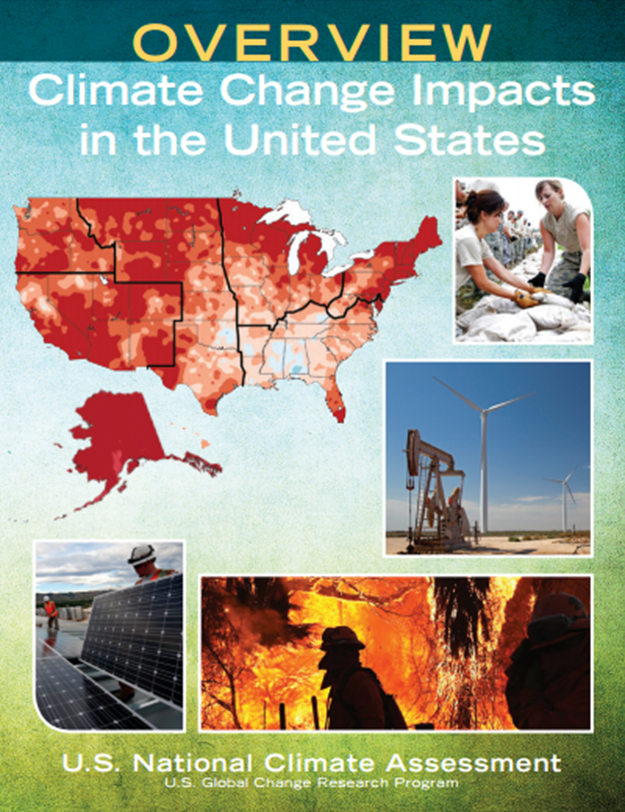 OVERVIEW
Climate Change Impacts
in the United States
U.S. National Climate Assessment
U.S. Global Change Research Program